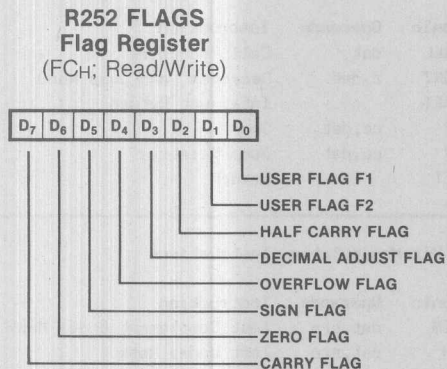 R252 FLAGS
Flag Register
(FCH; Read/Write)
D7 D6 D5 D4 D3 D2 D1 D0
USER FLAG F1
USER FLAG F2
HALF CARRY FLAG
DECIMAL ADJUST FLAG
OVERFLOW FLAG
SIGN FLAG
ZERO FLAG
CARRY FLAG